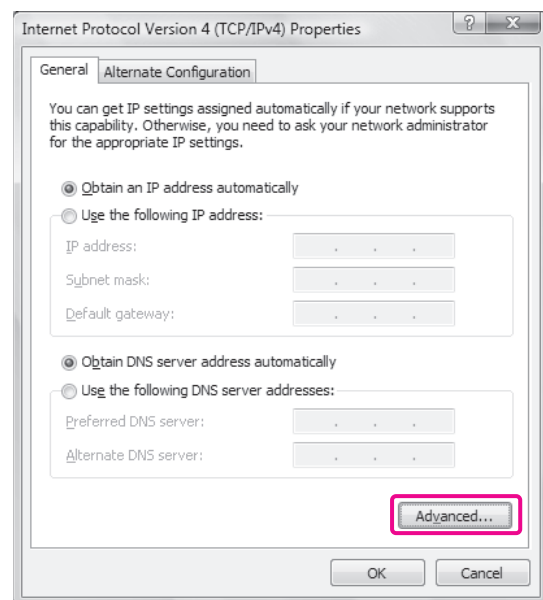 Internet Protocol Version 4 (TCP/IPv4) Properties
General
Alternate Configuration
You can get IP settings assigned automatically if your network supports
this capability. Otherwise, you need to ask your network administrator
for the appropriate IP settings.
Obtain an IP address automatically
Use the following IP address:
IP address:
Subnet mask:
Default gateway:
Obtain DNS server address automatically
Use the following DNS server addresses:
Preferred DNS server:
Alternate DNS server:
Advanced...
OK
Cancel